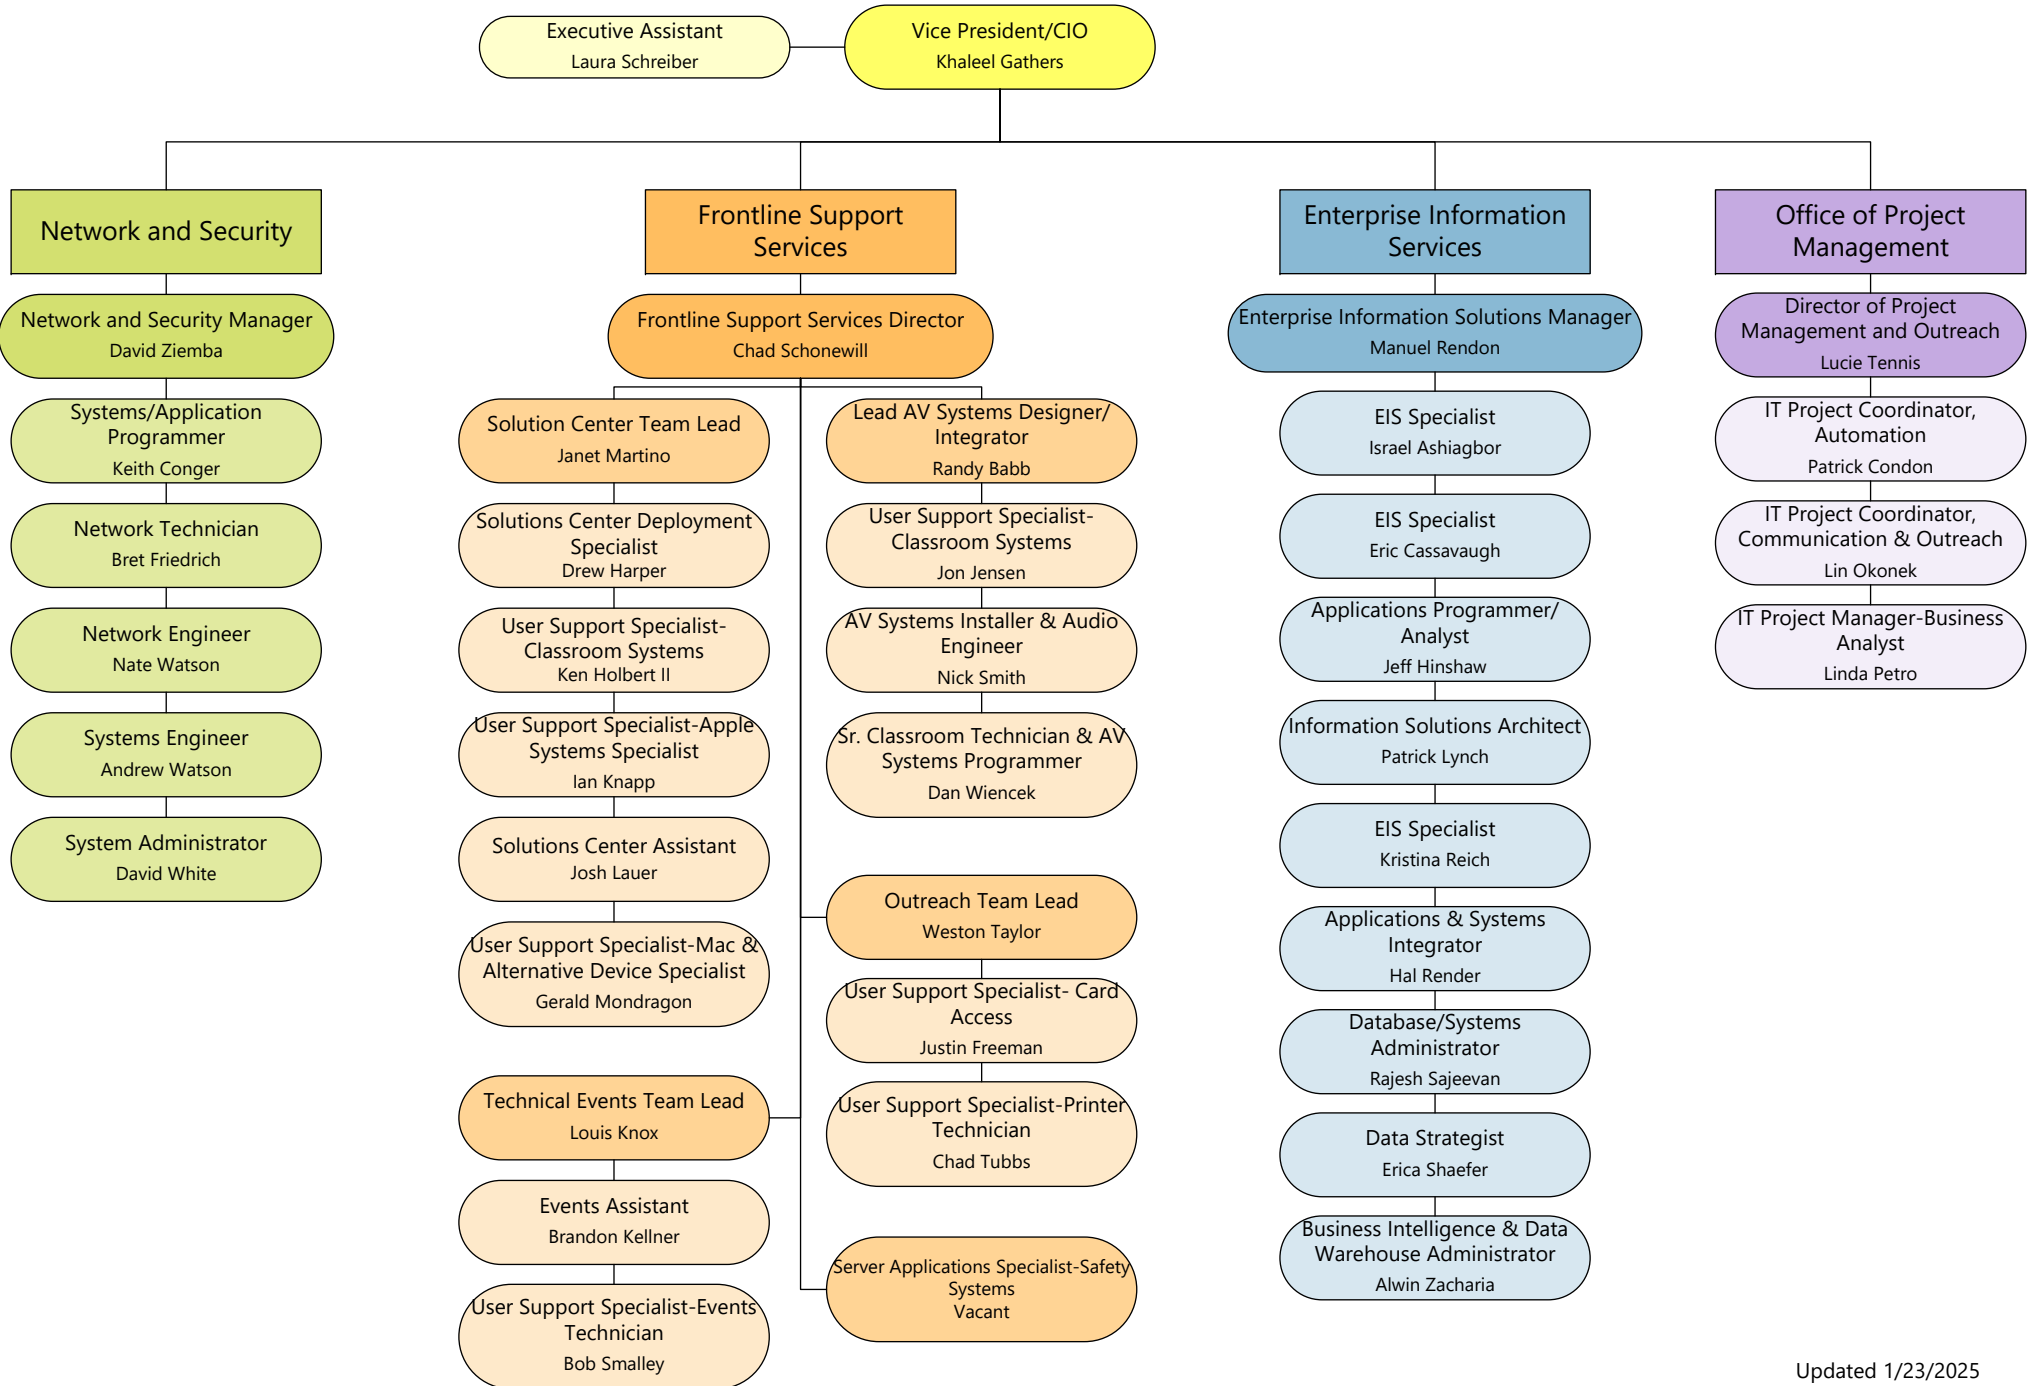 Executive Assistant
Laura Schreiber
Vice President/CIO
Khaleel Gathers
Network and Security
Network and Security Manager
David Ziemba
Systems/Application
Programmer
Keith Conger
Network Technician
Bret Friedrich
Network Engineer
Nate Watson
Systems Engineer
Andrew Watson
System Administrator
David White
Frontline Support
Services
Frontline Support Services Director
Chad Schonewill
Solution Center Team Lead
Janet Martino
Solutions Center Deployment
Specialist
Drew Harper
User Support Specialist-
Classroom Systems
Ken Holbert II
User Support Specialist-Apple
Systems Specialist
Ian Knapp
Solutions Center Assistant
Josh Lauer
User Support Specialist-Mac &
Alternative Device Specialist
Gerald Mondragon
Technical Events Team Lead
Louis Knox
Events Assistant
Brandon Kellner
User Support Specialist-Events
Technician
Bob Smalley
Lead AV Systems Designer/
Integrator
Randy Babb
User Support Specialist-
Classroom Systems
Jon Jensen
AV Systems Installer & Audio
Engineer
Nick Smith
Sr. Classroom Technician & AV
Systems Programmer
Dan Wiencek
Outreach Team Lead
Weston Taylor
User Support Specialist- Card
Access
Justin Freeman
User Support Specialist-Printer
Technician
Chad Tubbs
Server Applications Specialist-Safety
Systems
Vacant
Enterprise Information
Services
Enterprise Information Solutions Manager
Manuel Rendon
EIS Specialist
Israel Ashiagbor
EIS Specialist
Eric Cassavaugh
Applications Programmer/
Analyst
Jeff Hinshaw
Information Solutions Architect
Patrick Lynch
EIS Specialist
Kristina Reich
Applications & Systems
Integrator
Hal Render
Database/Systems
Administrator
Rajesh Sajeevan
Data Strategist
Erica Shaefer
Business Intelligence & Data
Warehouse Administrator
Alwin Zacharia
Office of Project
Management
Director of Project
Management and Outreach
Lucie Tennis
IT Project Coordinator,
Automation
Patrick Condon
IT Project Coordinator,
Communication & Outreach
Lin Okonek
IT Project Manager-Business
Analyst
Linda Petro
Updated 1/23/2025